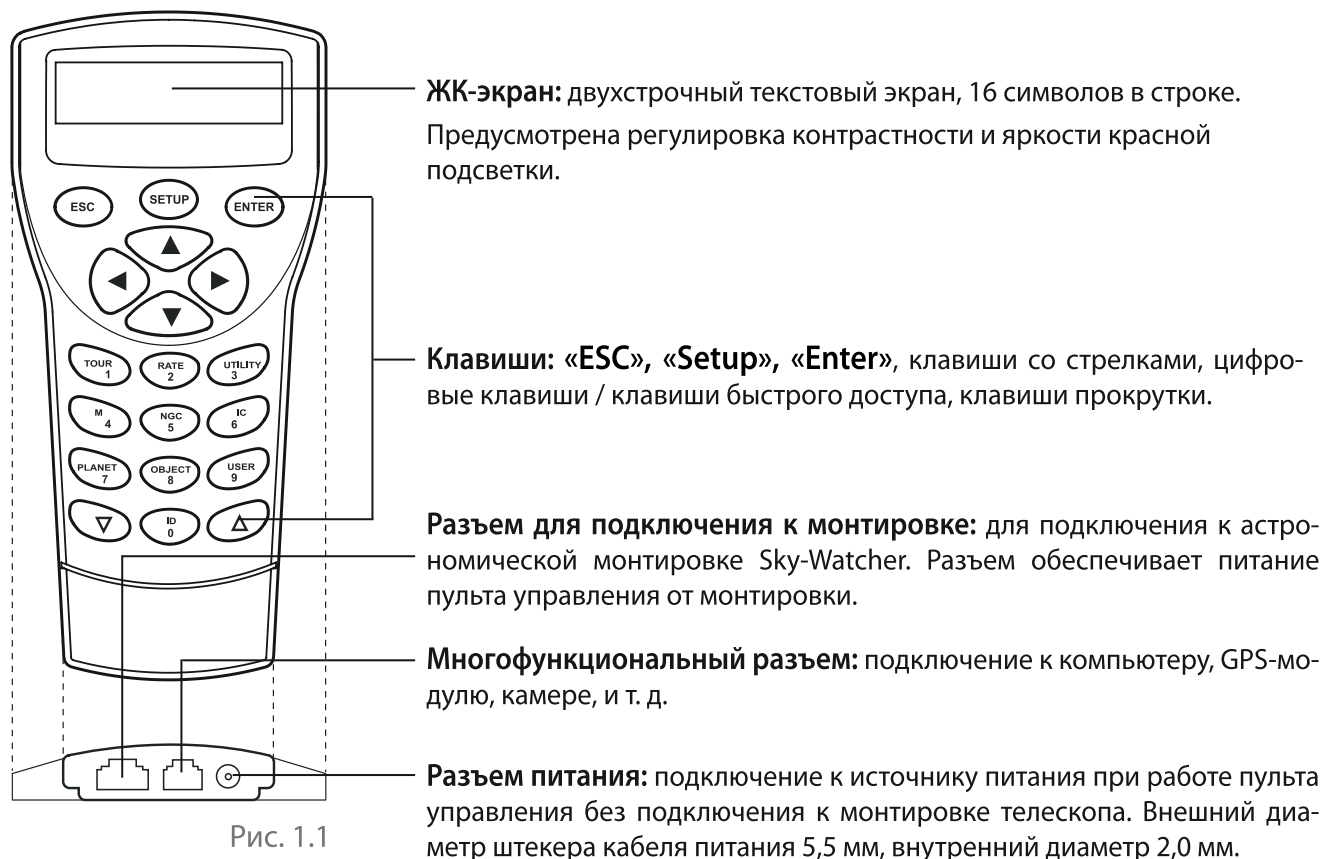 ЖК-экран: двухстрочный текстовый экран, 16 символов в строке.
Предусмотрена регулировка контрастности и яркости красной
подсветки.
ESC
SETUP
ENTER
Клавиши: «ESC», «Setup», «Enter», клавиши со стрелками, цифро-
вые клавиши / клавиши быстрого доступа, клавиши прокрутки.
TOUR
1
RATE
2
UTILITY
3
M
4
NGC
5
IC
6
PLANET
7
OBJECT
8
USER
9
ID
0
Разъем для подключения к монтировке: для подключения к астро-
номической монтировке Sky-Watcher. Разъем обеспечивает питание
пульта управления от монтировки.
Многофункциональный разъем: подключение к компьютеру, GPS-мо-
дулю, камере, и т. д.
Разъем питания: подключение к источнику питания при работе пульта
управления без подключения к монтировке телескопа. Внешний диа-
метр штекера кабеля питания 5,5 мм, внутренний диаметр 2,0 мм.
Рис. 1.1